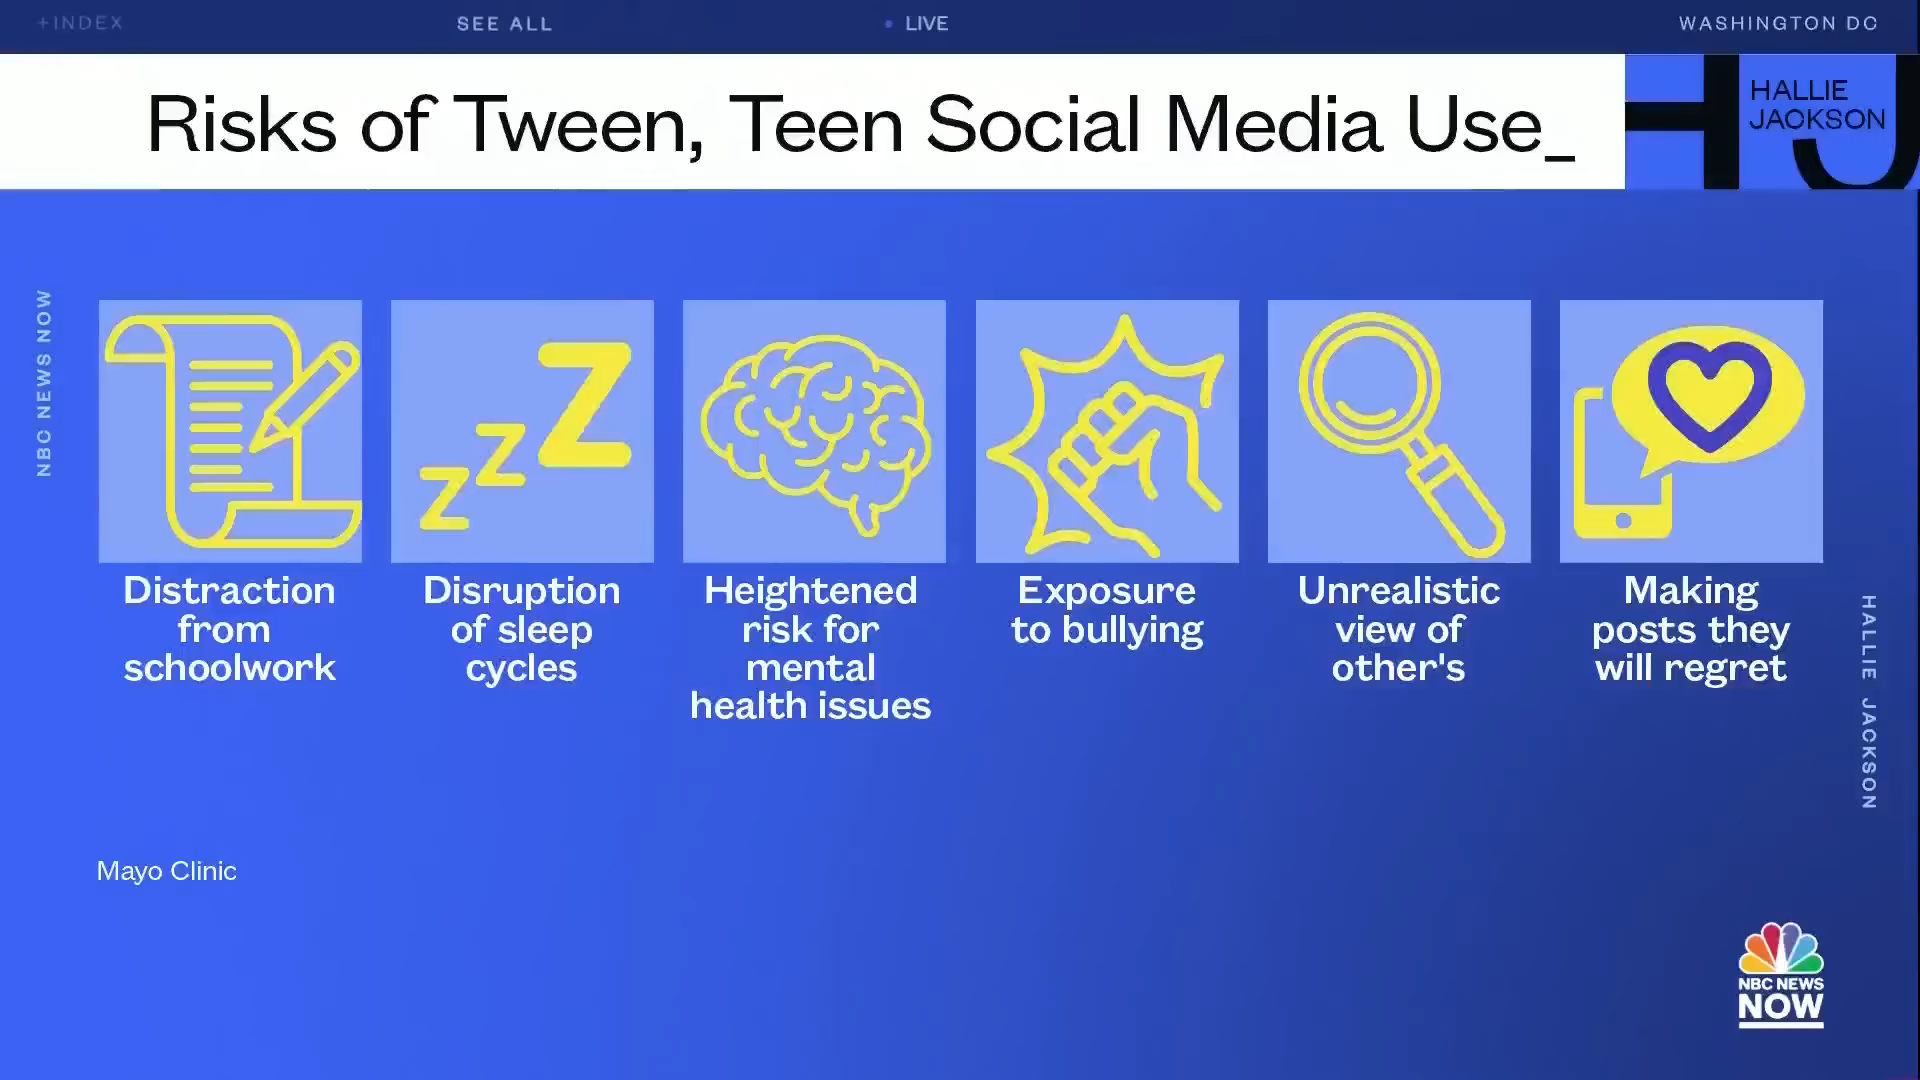 +INDEX
SEE ALL
LIVE
WASHINGTON DC
Risks of Tween, Teen Social Media Use_
HJ
HALLIE
JACKSON
NBC NEWS NOW
zzZ
Distraction
from
schoolwork
Disruption
of sleep
cycles
Heightened
risk for
mental
health issues
Exposure
to bullying
Unrealistic
view of
other's
Making
posts they
will regret
HALLIE JACKSON
Mayo Clinic
NBC NEWS
NOW